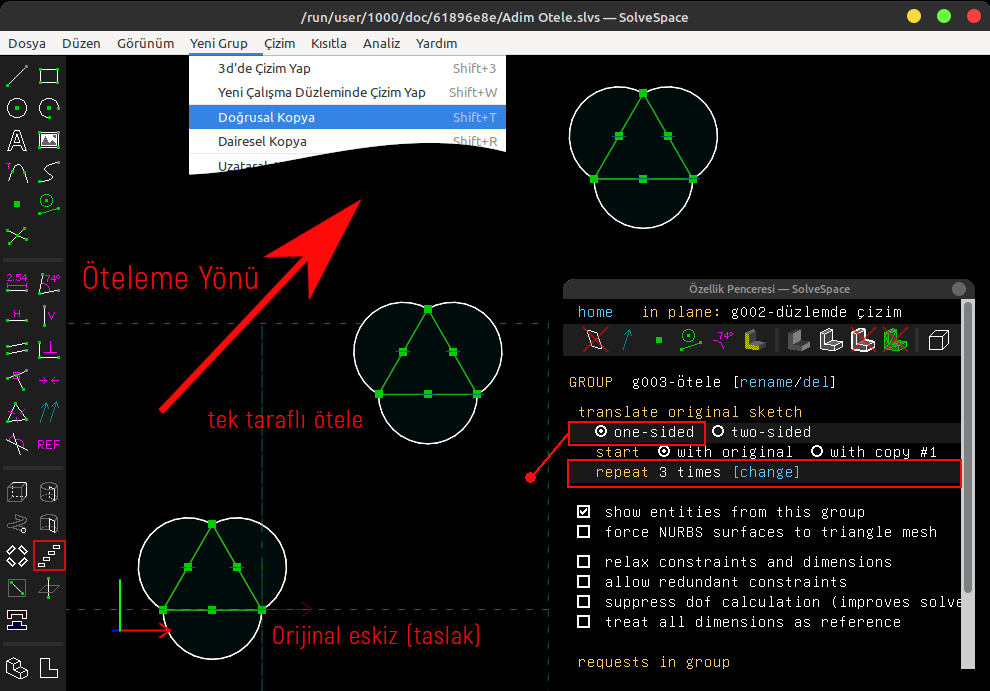 /run/user/1000/doc/61896e8e/Adim Otele.slvs — SolveSpace
Dosya Düzen Görünüm Yeni Grup Çizim Kısıtla Analiz Yardım
3d'de Çizim Yap Shift+3
Yeni Çalışma Düzleminde Çizim Yap Shift+W
Doğrusal Kopya Shift+T
Dairesel Kopya Shift+R
A
T
2.54 74°
H V
REF
Öteleme Yönü
tek taraflı ötele
Orijinal eskiz (taslak)
Özellik Penceresi — SolveSpace
home in plane: g002-düzlemde çizim
74°
GROUP g003-ötele [rename/del]
translate original sketch
one-sided two-sided
start with original with copy #1
repeat 3 times [change]
show entities from this group
force NURBS surfaces to triangle mesh
relax constraints and dimensions
allow redundant constraints
suppress dof calculation (improves solve
treat all dimensions as reference
requests in group